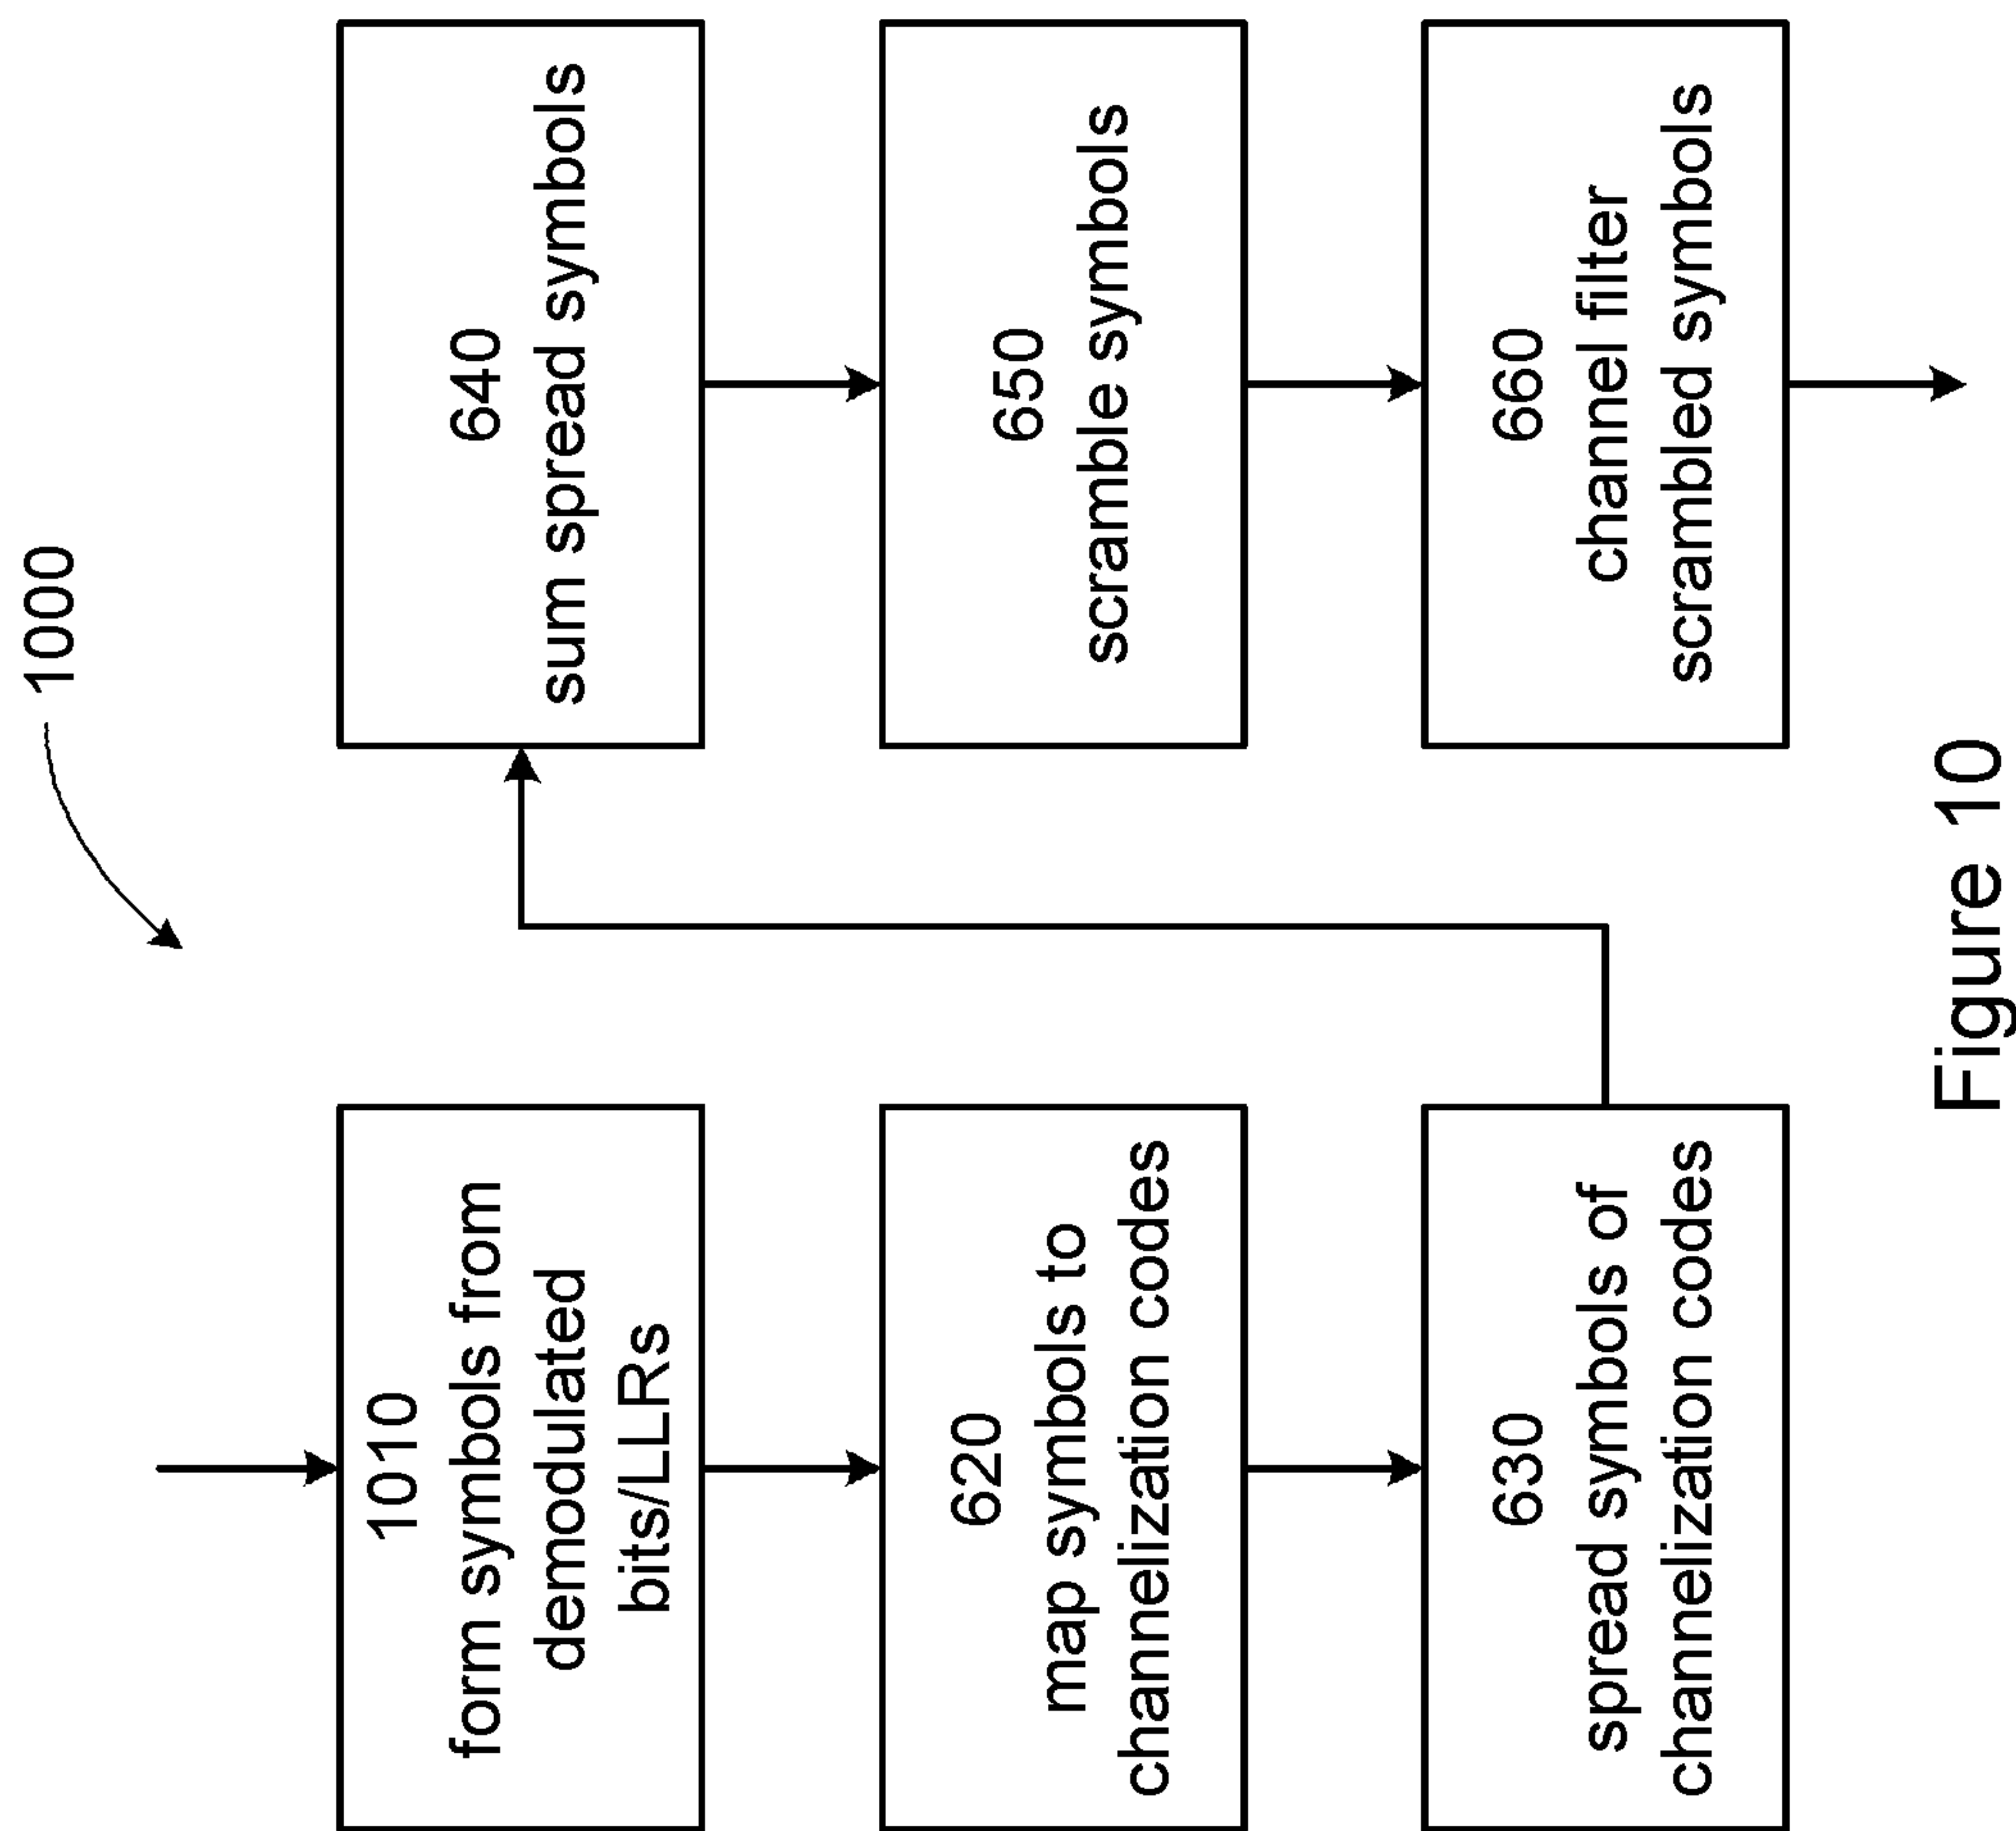 1000
1010
form symbols from
demodulated
bits/LLRs
620
map symbols to
channelization codes
630
spread symbols of
channelization codes
640
sum spread symbols
650
scramble symbols
660
channel filter
scrambled symbols
Figure 10